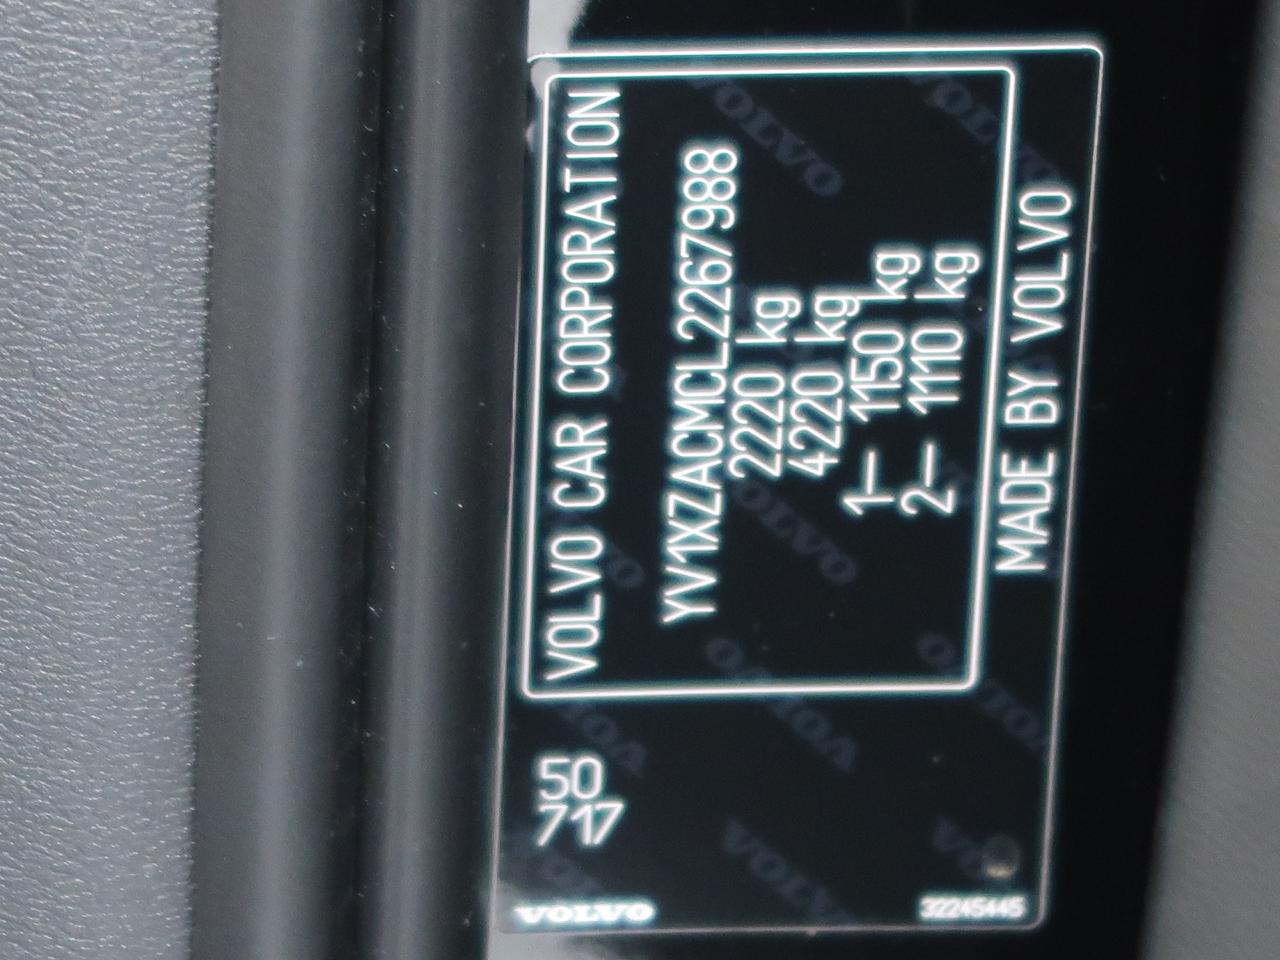 VOLVO CAR CORPORATION
YV1XZACMCL2267988
2220 kg
4220 kg
1- 1150 kg
2- 1110 kg
MADE BY VOLVO
50
717
VOLVO
32245445